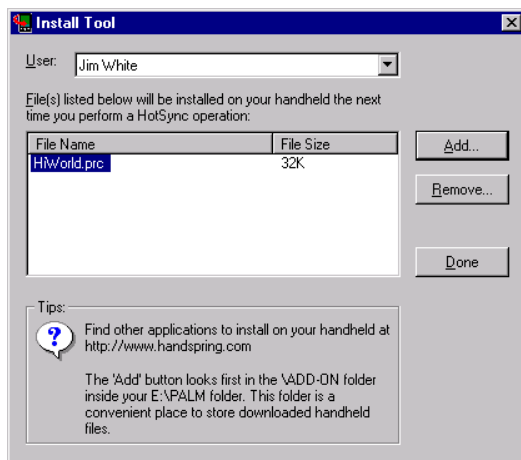 Install Tool
User: Jim White
File(s) listed below will be installed on your handheld the next
time you perform a HotSync operation:
File Name File Size
HiWorld.prc 32K
Add...
Remove...
Done
Tips:
Find other applications to install on your handheld at
http://www.handspring.com
The 'Add' button looks first in the \ADD-ON folder
inside your E:\PALM folder. This folder is a
convenient place to store downloaded handheld
files.